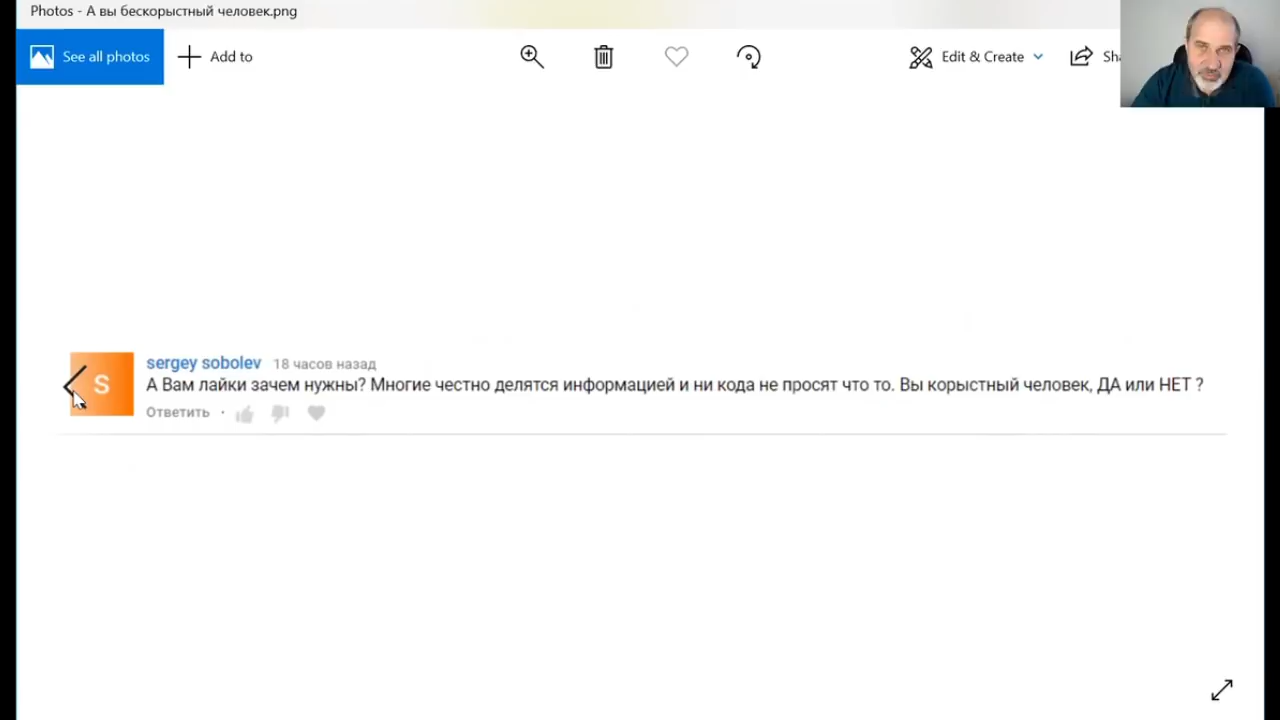 Photos - А вы бескорыстный человек.png
See all photos
Add to
Edit & Create
Sha
sergey sobolev 18 часов назад
А Вам лайки зачем нужны? Многие честно делятся информацией и ни кода не просят что то. Вы корыстный человек, ДА или НЕТ ?
Ответить
S